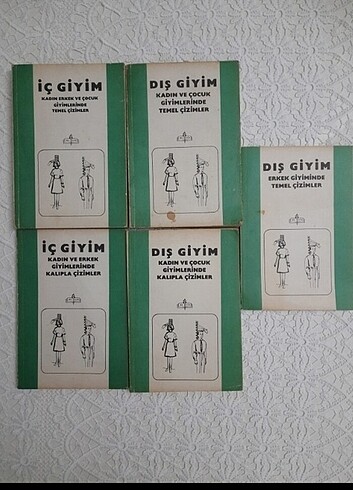 İÇ GİYİM
KADIN ERKEK VE ÇOCUK
GİYİMLERİNDE
TEMEL ÇİZİMLER
DIŞ GİYİM
KADIN VE ÇOCUK
GİYİMLERİNDE
TEMEL ÇİZİMLER
DIŞ GİYİM
ERKEK GİYİMİNDE
TEMEL ÇİZİMLER
İÇ GİYİM
KADIN VE ERKEK
GİYİMLERİNDE
KALIPLA ÇİZİMLER
DIŞ GİYİM
KADIN VE ÇOCUK
GİYİMLERİNDE
KALIPLA ÇİZİMLER